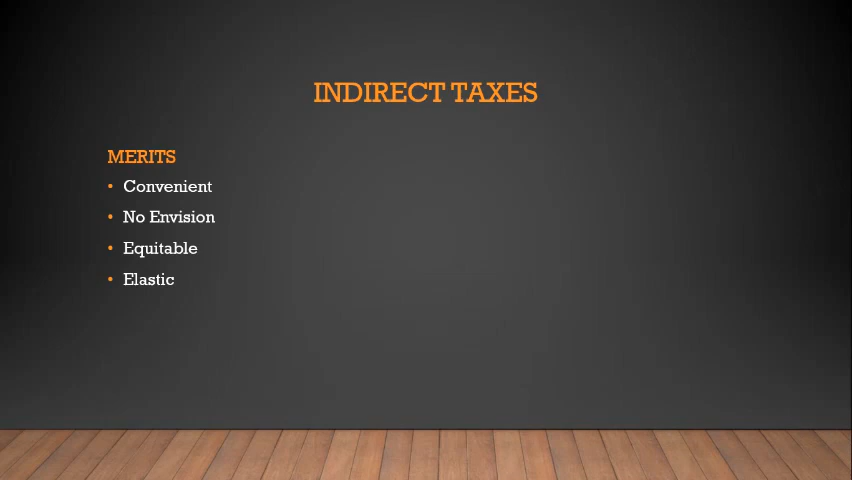 INDIRECT TAXES
MERITS
• Convenient
• No Envision
• Equitable
• Elastic